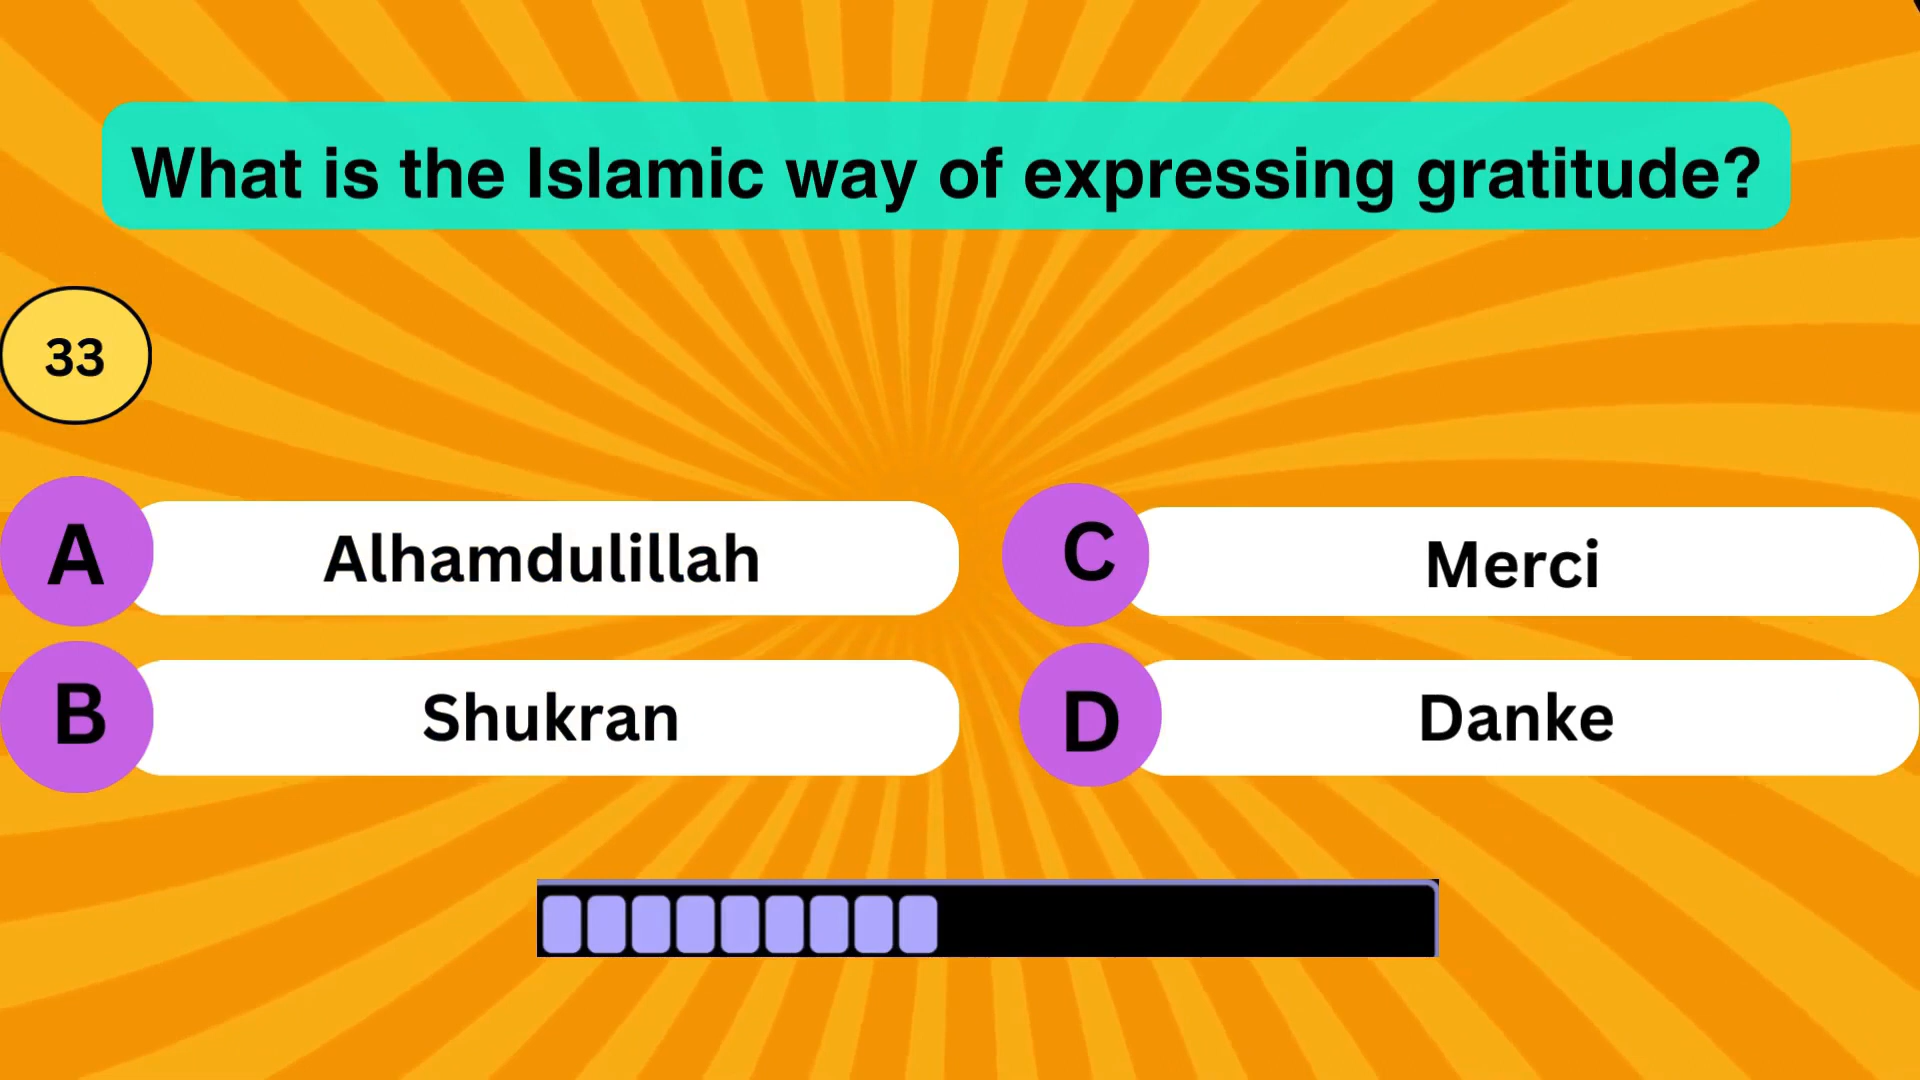 What is the Islamic way of expressing gratitude?
33
A Alhamdulillah
B Shukran
C Merci
D Danke